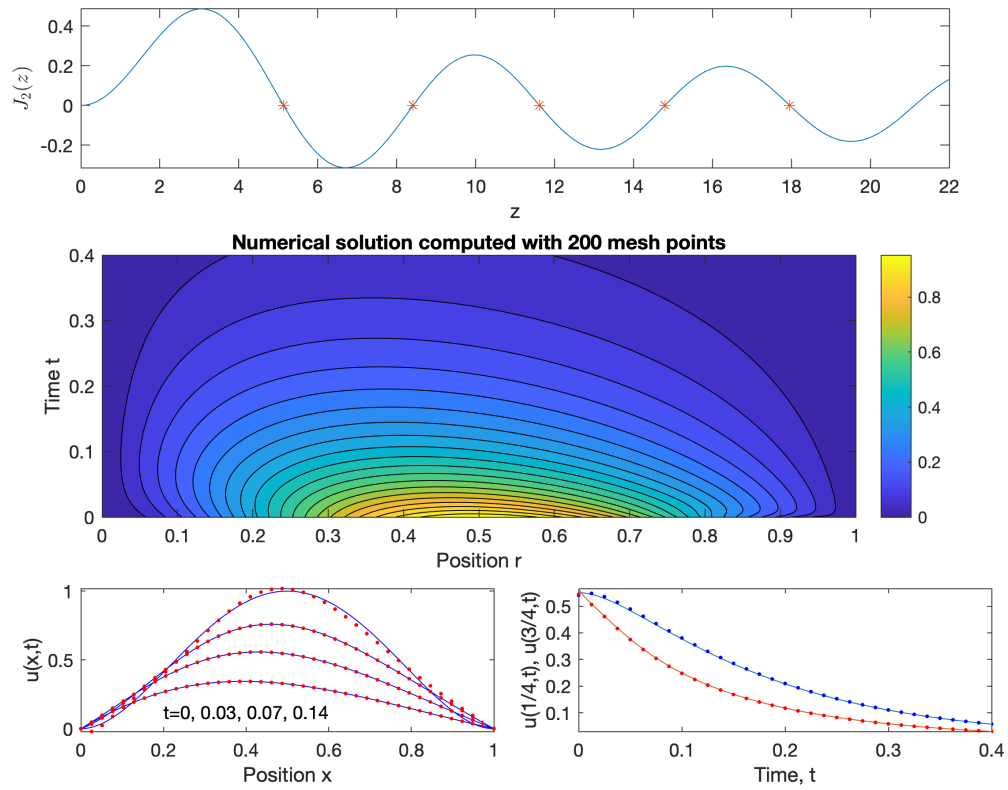 0.4
0.2
0
-0.2
J₂(z)
0 2 4 6 8 10 12 14 16 18 20 22
z
Numerical solution computed with 200 mesh points
0.4
0.3
0.2
0.1
0
Time t
0 0.1 0.2 0.3 0.4 0.5 0.6 0.7 0.8 0.9 1
Position r
0.8
0.6
0.4
0.2
0
1
0.5
0
u(x,t)
t=0, 0.03, 0.07, 0.14
0 0.2 0.4 0.6 0.8 1
Position x
0.5
0.4
0.3
0.2
0.1
u(1/4,t), u(3/4,t)
0 0.1 0.2 0.3 0.4
Time, t